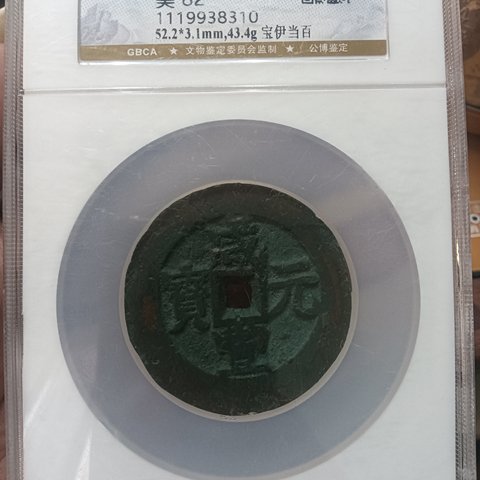 美 82
1119938310
52.2*3.1mm,43.4g 宝伊当百
GBCA ★ 文物鉴定委员会监制 ★ 公博鉴定
咸豐元寶